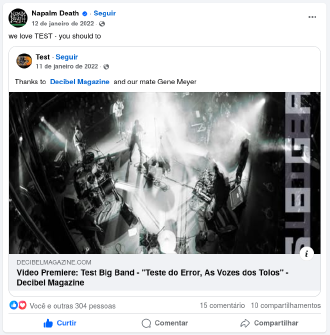 Napalm Death · Seguir
12 de janeiro de 2022 ·
we love TEST - you should to
Test · Seguir
11 de janeiro de 2022 ·
Thanks to Decibel Magazine and our mate Gene Meyer
DECIBELMAGAZINE.COM
Video Premiere: Test Big Band - "Teste do Error, As Vozes dos Tolos" -
Decibel Magazine
Você e outras 304 pessoas
15 comentário 10 compartilhamentos
Curtir
Comentar
Compartilhar